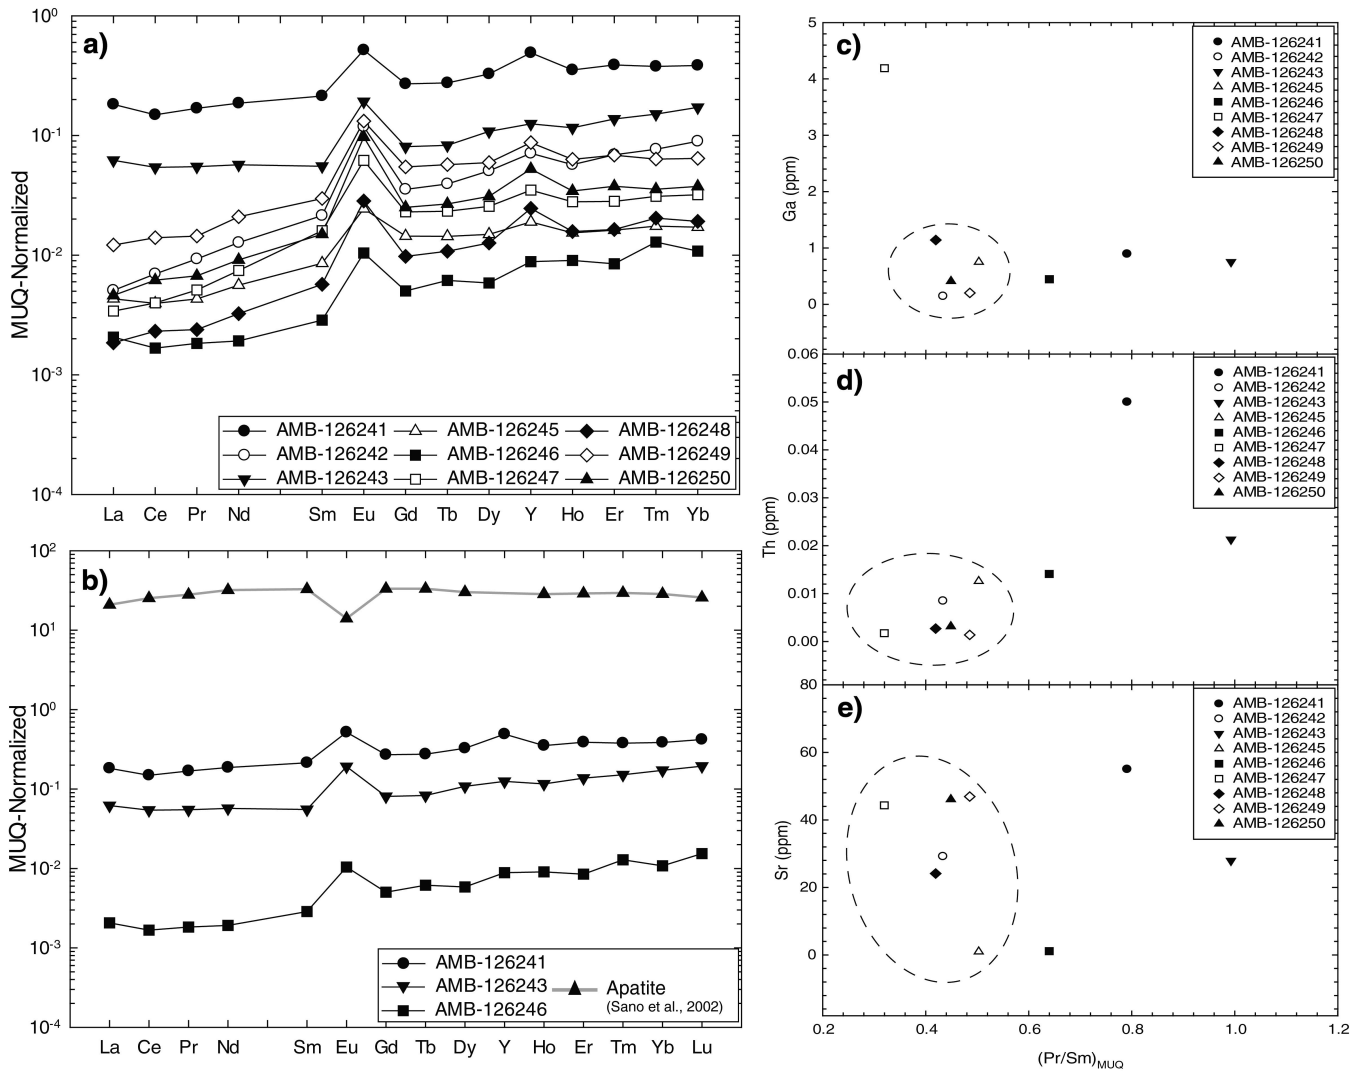 a)
MUQ-Normalized
10⁰
10⁻¹
10⁻²
10⁻³
10⁻⁴
AMB-126241 AMB-126245 AMB-126248
AMB-126242 AMB-126246 AMB-126249
AMB-126243 AMB-126247 AMB-126250
La Ce Pr Nd Sm Eu Gd Tb Dy Y Ho Er Tm Yb
b)
MUQ-Normalized
10²
10¹
10⁰
10⁻¹
10⁻²
10⁻³
10⁻⁴
AMB-126241
AMB-126243
AMB-126246
Apatite
(Sano et al., 2002)
La Ce Pr Nd Sm Eu Gd Tb Dy Y Ho Er Tm Yb Lu
c)
Ga (ppm)
5
4
3
2
1
0
AMB-126241
AMB-126242
AMB-126243
AMB-126245
AMB-126246
AMB-126247
AMB-126248
AMB-126249
AMB-126250
d)
Th (ppm)
0.06
0.05
0.04
0.03
0.02
0.01
0.00
AMB-126241
AMB-126242
AMB-126243
AMB-126245
AMB-126246
AMB-126247
AMB-126248
AMB-126249
AMB-126250
e)
Sr (ppm)
80
60
40
20
0
AMB-126241
AMB-126242
AMB-126243
AMB-126245
AMB-126246
AMB-126247
AMB-126248
AMB-126249
AMB-126250
0.2 0.4 0.6 0.8 1.0 1.2
(Pr/Sm)MUQ